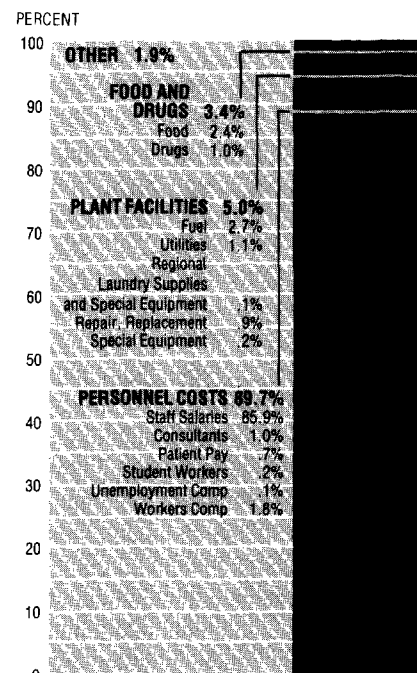 PERCENT
100
OTHER 1.9%
FOOD AND
90
DRUGS 3.4%
Food 2.4%
Drugs 1.0%
80
PLANT FACILITIES 5.0%
Fuel 2.7%
70
Utilities 1.1%
Regional
Laundry Supplies
60
and Special Equipment .1%
Repair, Replacement .9%
Special Equipment .2%
50
PERSONNEL COSTS 89.7%
Staff Salaries 85.9%
40
Consultants 1.0%
Patient Pay .7%
Student Workers .2%
30
Unemployment Comp .1%
Workers Comp 1.8%
20
10
0